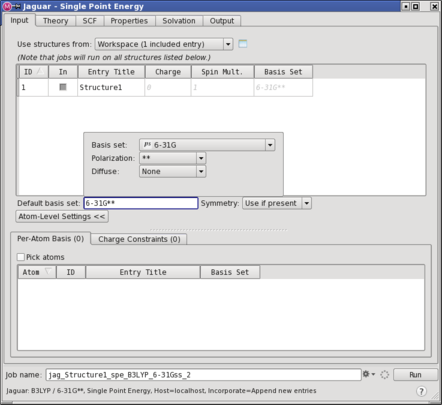 Jaguar - Single Point Energy
Input Theory SCF Properties Solvation Output
Use structures from: Workspace (1 included entry)
(Note that jobs will run on all structures listed below.)
ID In Entry Title Charge Spin Mult. Basis Set
1 Structure1 0 1 6-31G**
Basis set: 6-31G
Polarization: **
Diffuse: None
Default basis set: 6-31G** Symmetry: Use if present
Atom-Level Settings <<
Per-Atom Basis (0) Charge Constraints (0)
Pick atoms
Atom ID Entry Title Basis Set
Job name: jag_Structure1_spe_B3LYP_6-31Gss_2 Run
Jaguar: B3LYP / 6-31G**, Single Point Energy, Host=localhost, Incorporate=Append new entries ?